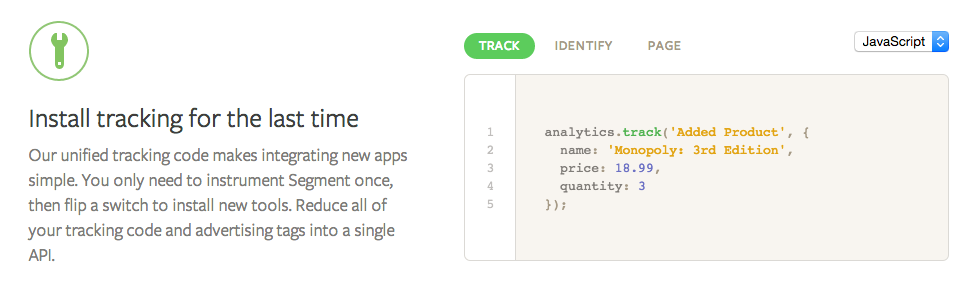 Install tracking for the last time
Our unified tracking code makes integrating new apps
simple. You only need to instrument Segment once,
then flip a switch to install new tools. Reduce all of
your tracking code and advertising tags into a single
API.
TRACK IDENTIFY PAGE JavaScript
1 analytics.track('Added Product', {
2 name: 'Monopoly: 3rd Edition',
3 price: 18.99,
4 quantity: 3
5 });